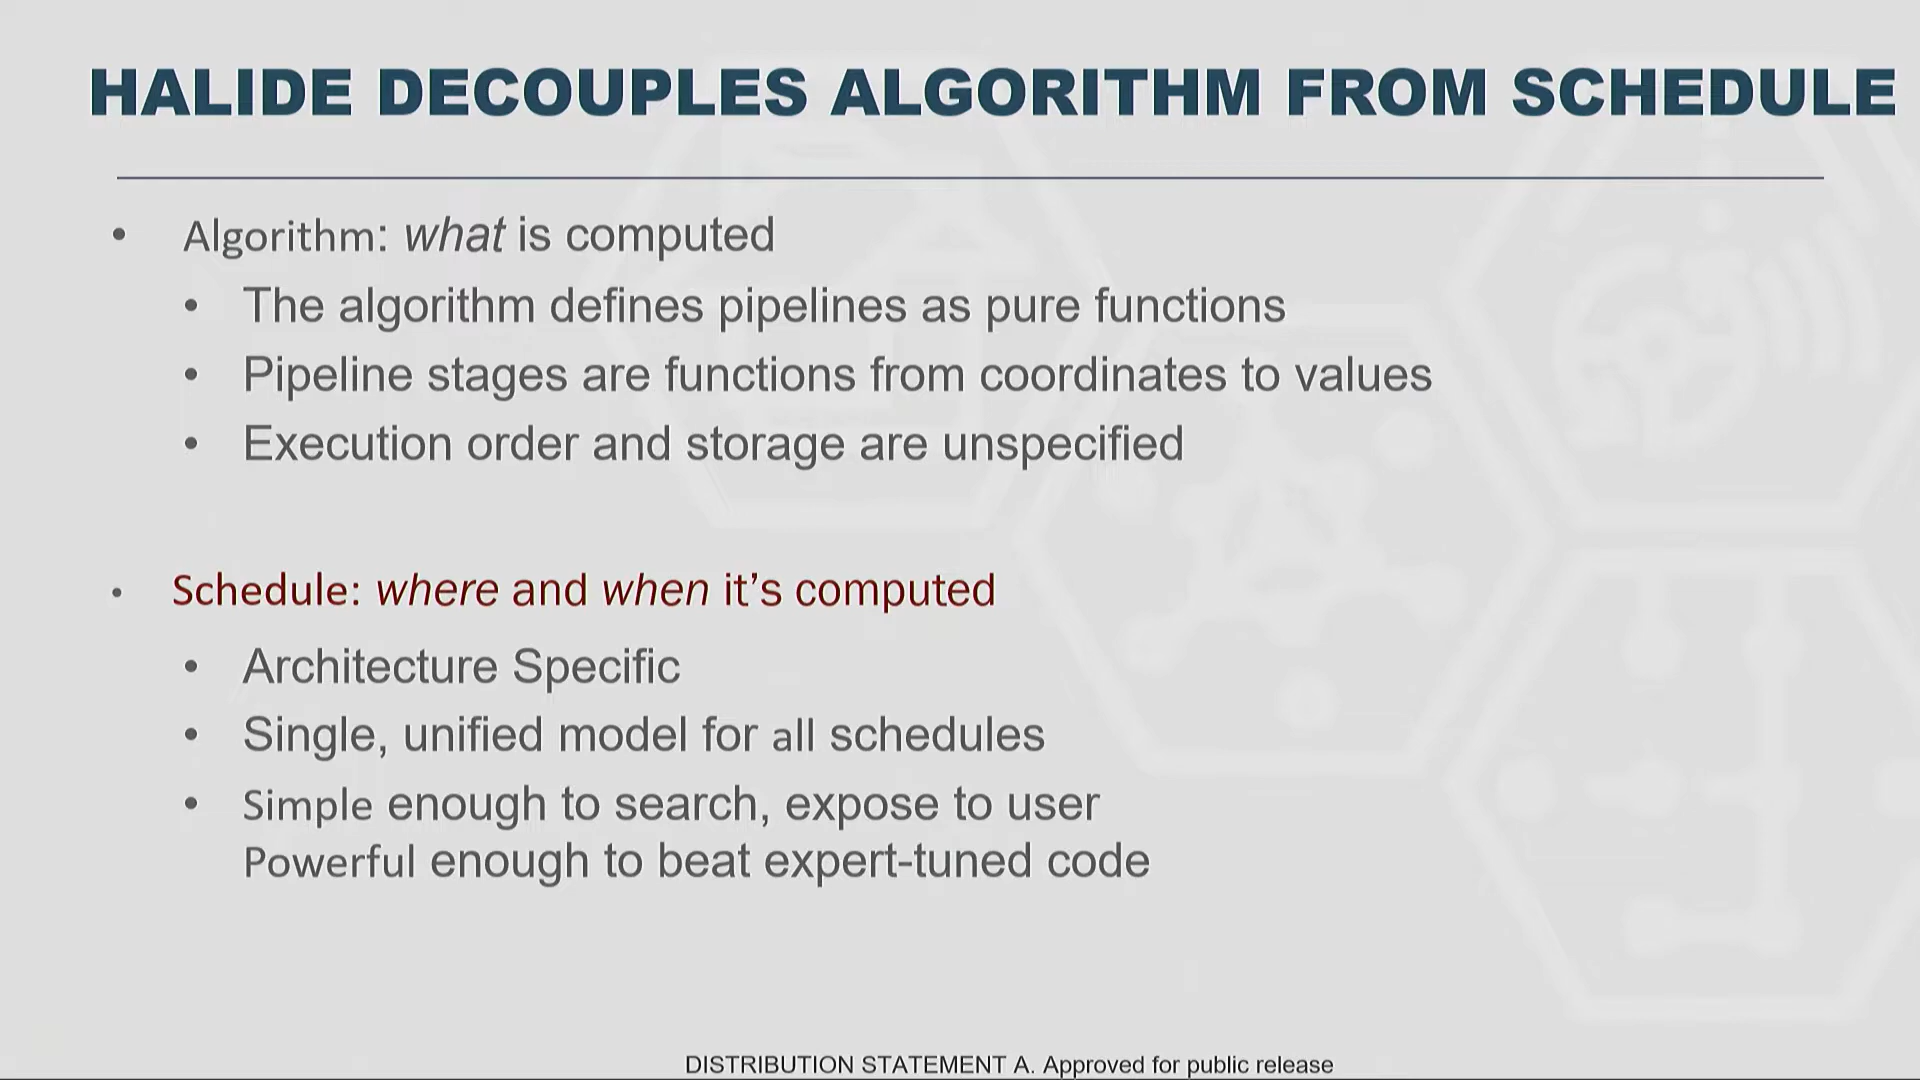 HALIDE DECOUPLES ALGORITHM FROM SCHEDULE
• Algorithm: what is computed
• The algorithm defines pipelines as pure functions
• Pipeline stages are functions from coordinates to values
• Execution order and storage are unspecified
• Schedule: where and when it’s computed
• Architecture Specific
• Single, unified model for all schedules
• Simple enough to search, expose to user
Powerful enough to beat expert-tuned code
DISTRIBUTION STATEMENT A. Approved for public release